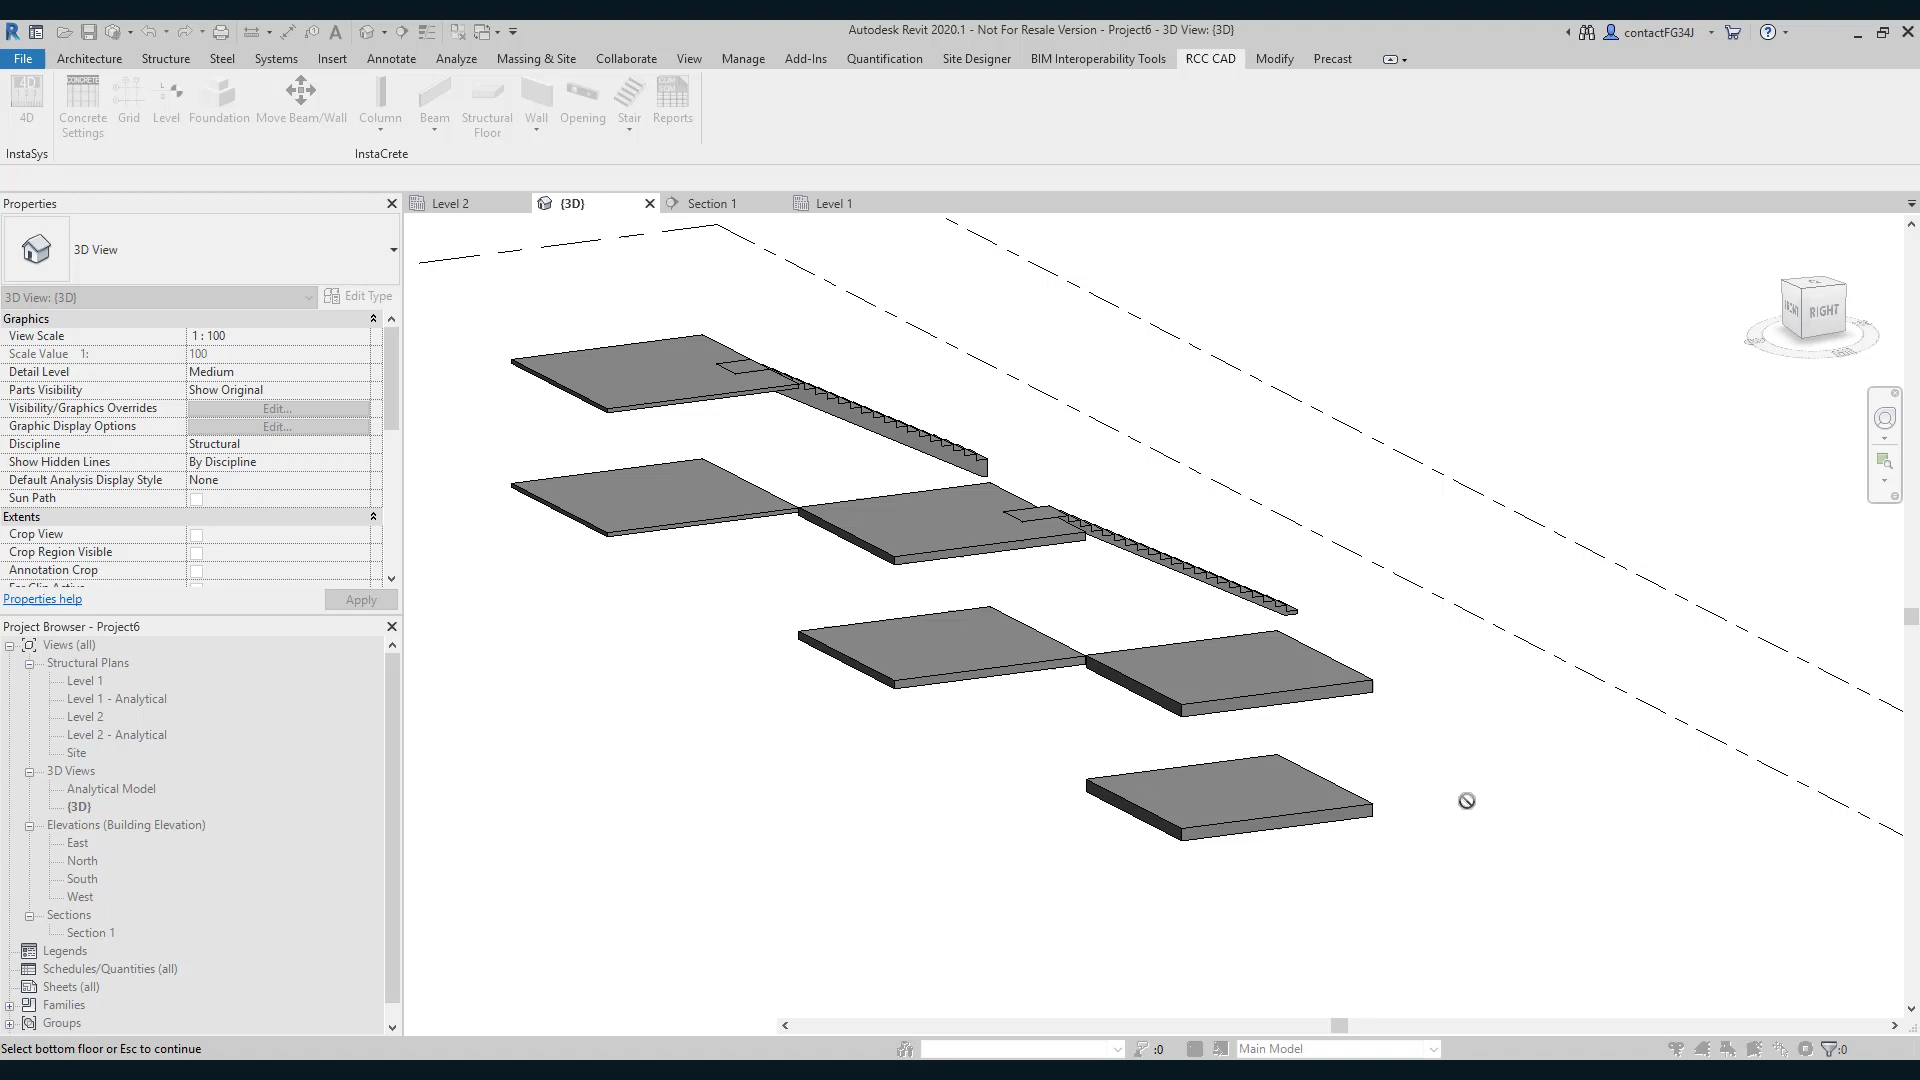 Autodesk Revit 2020.1 - Not For Resale Version - Project6 - 3D View: {3D}
contactFG34J
File Architecture Structure Steel Systems Insert Annotate Analyze Massing & Site Collaborate View Manage Add-Ins Quantification Site Designer BIM Interoperability Tools RCC CAD Modify Precast
4D
4D Concrete Settings Grid Level Foundation Move Beam/Wall Column Beam Structural Floor Wall Opening Stair Reports
InstaSys InstaCrete
Properties
Level 2 {3D} Section 1 Level 1
3D View
3D View: {3D} Edit Type
Graphics
View Scale 1 : 100
Scale Value 1: 100
Detail Level Medium
Parts Visibility Show Original
Visibility/Graphics Overrides Edit...
Graphic Display Options Edit...
Discipline Structural
Show Hidden Lines By Discipline
Default Analysis Display Style None
Sun Path
Extents
Crop View
Crop Region Visible
Annotation Crop
Properties help Apply
FRONT RIGHT
Project Browser - Project6
Views (all)
Structural Plans
Level 1
Level 1 - Analytical
Level 2
Level 2 - Analytical
Site
3D Views
Analytical Model
{3D}
Elevations (Building Elevation)
East
North
South
West
Sections
Section 1
Legends
Schedules/Quantities (all)
Sheets (all)
Families
Groups
Select bottom floor or Esc to continue
:0
Main Model
:0